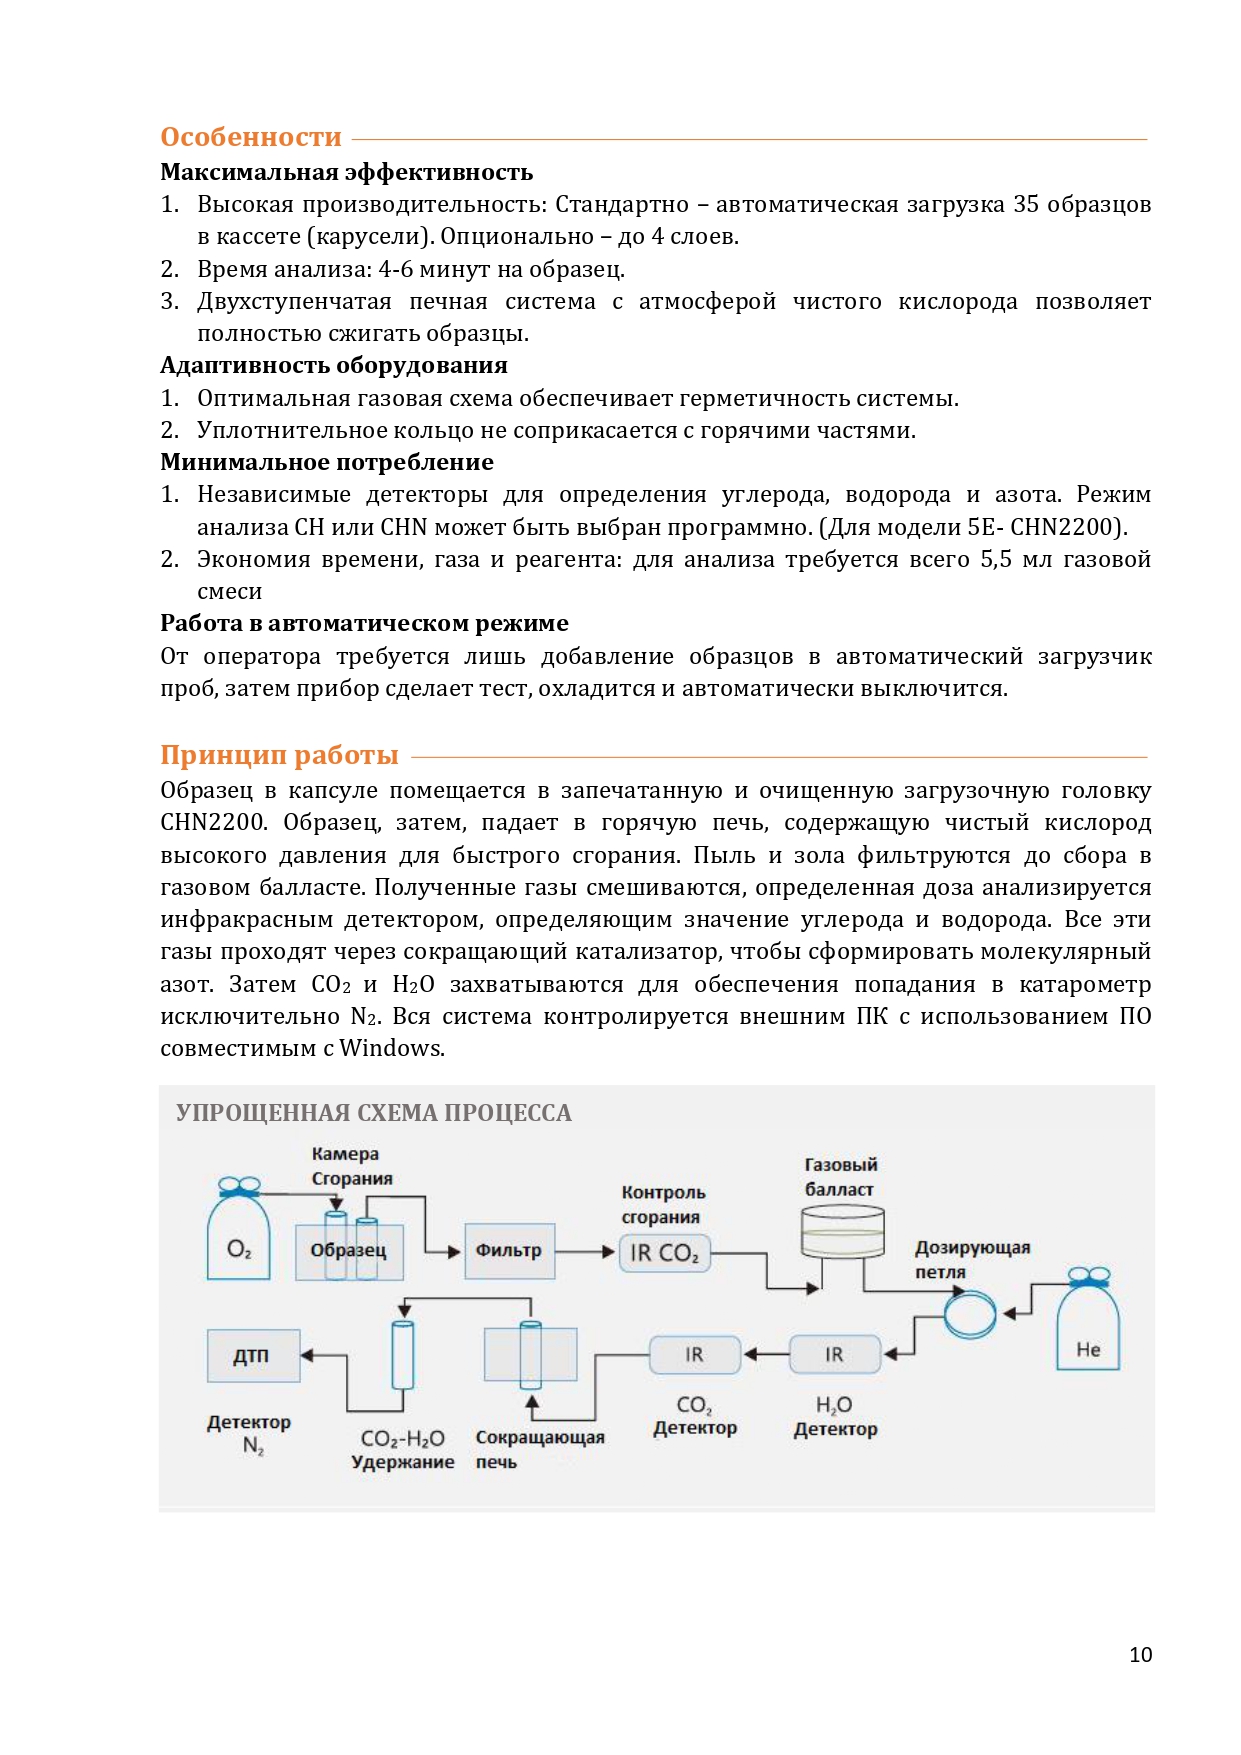 Особенности
Максимальная эффективность
1. Высокая производительность: Стандартно – автоматическая загрузка 35 образцов
в кассете (карусели). Опционально – до 4 слоев.
2. Время анализа: 4-6 минут на образец.
3. Двухступенчатая печная система с атмосферой чистого кислорода позволяет
полностью сжигать образцы.
Адаптивность оборудования
1. Оптимальная газовая схема обеспечивает герметичность системы.
2. Уплотнительное кольцо не соприкасается с горячими частями.
Минимальное потребление
1. Независимые детекторы для определения углерода, водорода и азота. Режим
анализа CH или CHN может быть выбран программно. (Для модели 5E- CHN2200).
2. Экономия времени, газа и реагента: для анализа требуется всего 5,5 мл газовой
смеси
Работа в автоматическом режиме
От оператора требуется лишь добавление образцов в автоматический загрузчик
проб, затем прибор сделает тест, охладится и автоматически выключится.
Принцип работы
Образец в капсуле помещается в запечатанную и очищенную загрузочную головку
CHN2200. Образец, затем, падает в горячую печь, содержащую чистый кислород
высокого давления для быстрого сгорания. Пыль и зола фильтруются до сбора в
газовом балласте. Полученные газы смешиваются, определенная доза анализируется
инфракрасным детектором, определяющим значение углерода и водорода. Все эти
газы проходят через сокращающий катализатор, чтобы сформировать молекулярный
азот. Затем CO₂ и H₂O захватываются для обеспечения попадания в катарометр
исключительно N₂. Вся система контролируется внешним ПК с использованием ПО
совместимым с Windows.
УПРОЩЕННАЯ СХЕМА ПРОЦЕССА
Камера
Сгорания
Газовый
балласт
Контроль
сгорания
O₂
Образец
Фильтр
IR CO₂
Дозирующая
петля
He
ДТП
IR
IR
CO₂
Детектор
H₂O
Детектор
Детектор
N₂
CO₂-H₂O
Удержание
Сокращающая
печь
10